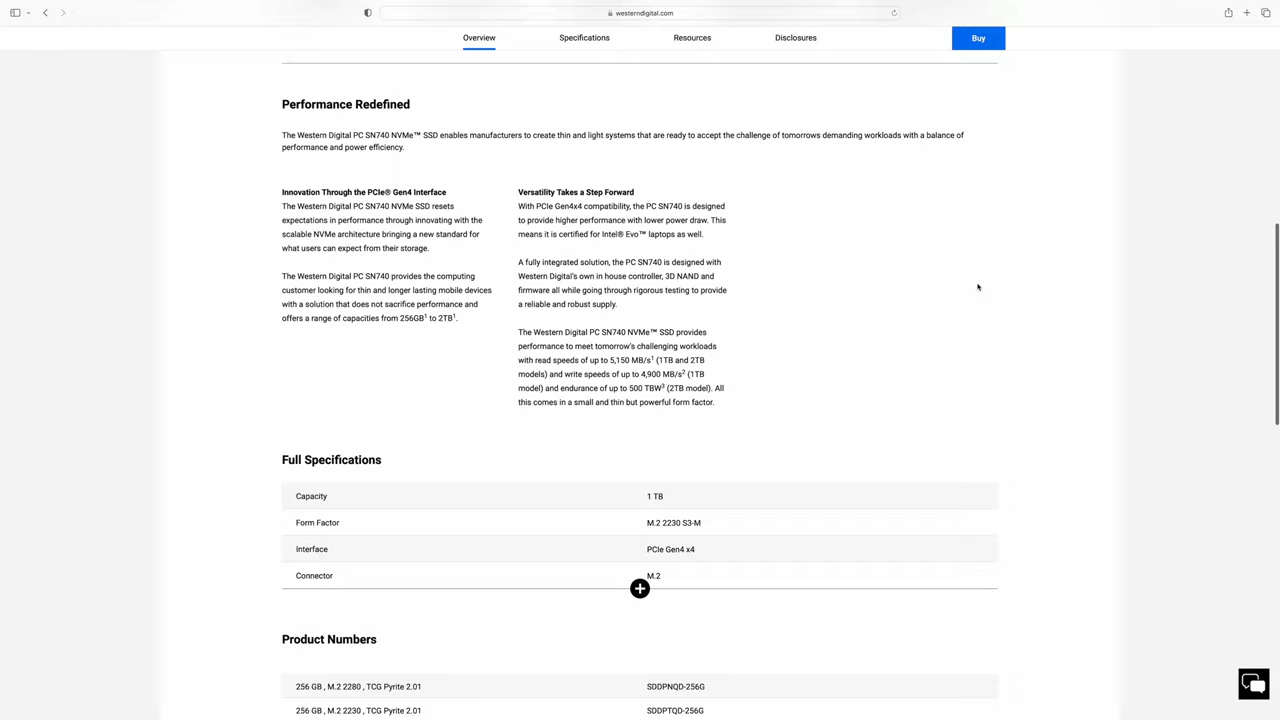 westerndigital.com
Overview
Specifications
Resources
Disclosures
Buy
Performance Redefined
The Western Digital PC SN740 NVMe™ SSD enables manufacturers to create thin and light systems that are ready to accept the challenge of tomorrows demanding workloads with a balance of
performance and power efficiency.
Innovation Through the PCIe® Gen4 Interface
The Western Digital PC SN740 NVMe SSD resets
expectations in performance through innovating with the
scalable NVMe architecture bringing a new standard for
what users can expect from their storage.
The Western Digital PC SN740 provides the computing
customer looking for thin and longer lasting mobile devices
with a solution that does not sacrifice performance and
offers a range of capacities from 256GB¹ to 2TB¹.
Versatility Takes a Step Forward
With PCIe Gen4x4 compatibility, the PC SN740 is designed
to provide higher performance with lower power draw. This
means it is certified for Intel® Evo™ laptops as well.
A fully integrated solution, the PC SN740 is designed with
Western Digital's own in house controller, 3D NAND and
firmware all while going through rigorous testing to provide
a reliable and robust supply.
The Western Digital PC SN740 NVMe™ SSD provides
performance to meet tomorrow's challenging workloads
with read speeds of up to 5,150 MB/s¹ (1TB and 2TB
models) and write speeds of up to 4,900 MB/s² (1TB
model) and endurance of up to 500 TBW³ (2TB model). All
this comes in a small and thin but powerful form factor.
Full Specifications
Capacity 1 TB
Form Factor M.2 2230 S3-M
Interface PCIe Gen4 x4
Connector M.2
Product Numbers
256 GB , M.2 2280 , TCG Pyrite 2.01 SDDPNQD-256G
256 GB , M.2 2230 , TCG Pyrite 2.01 SDDPTQD-256G